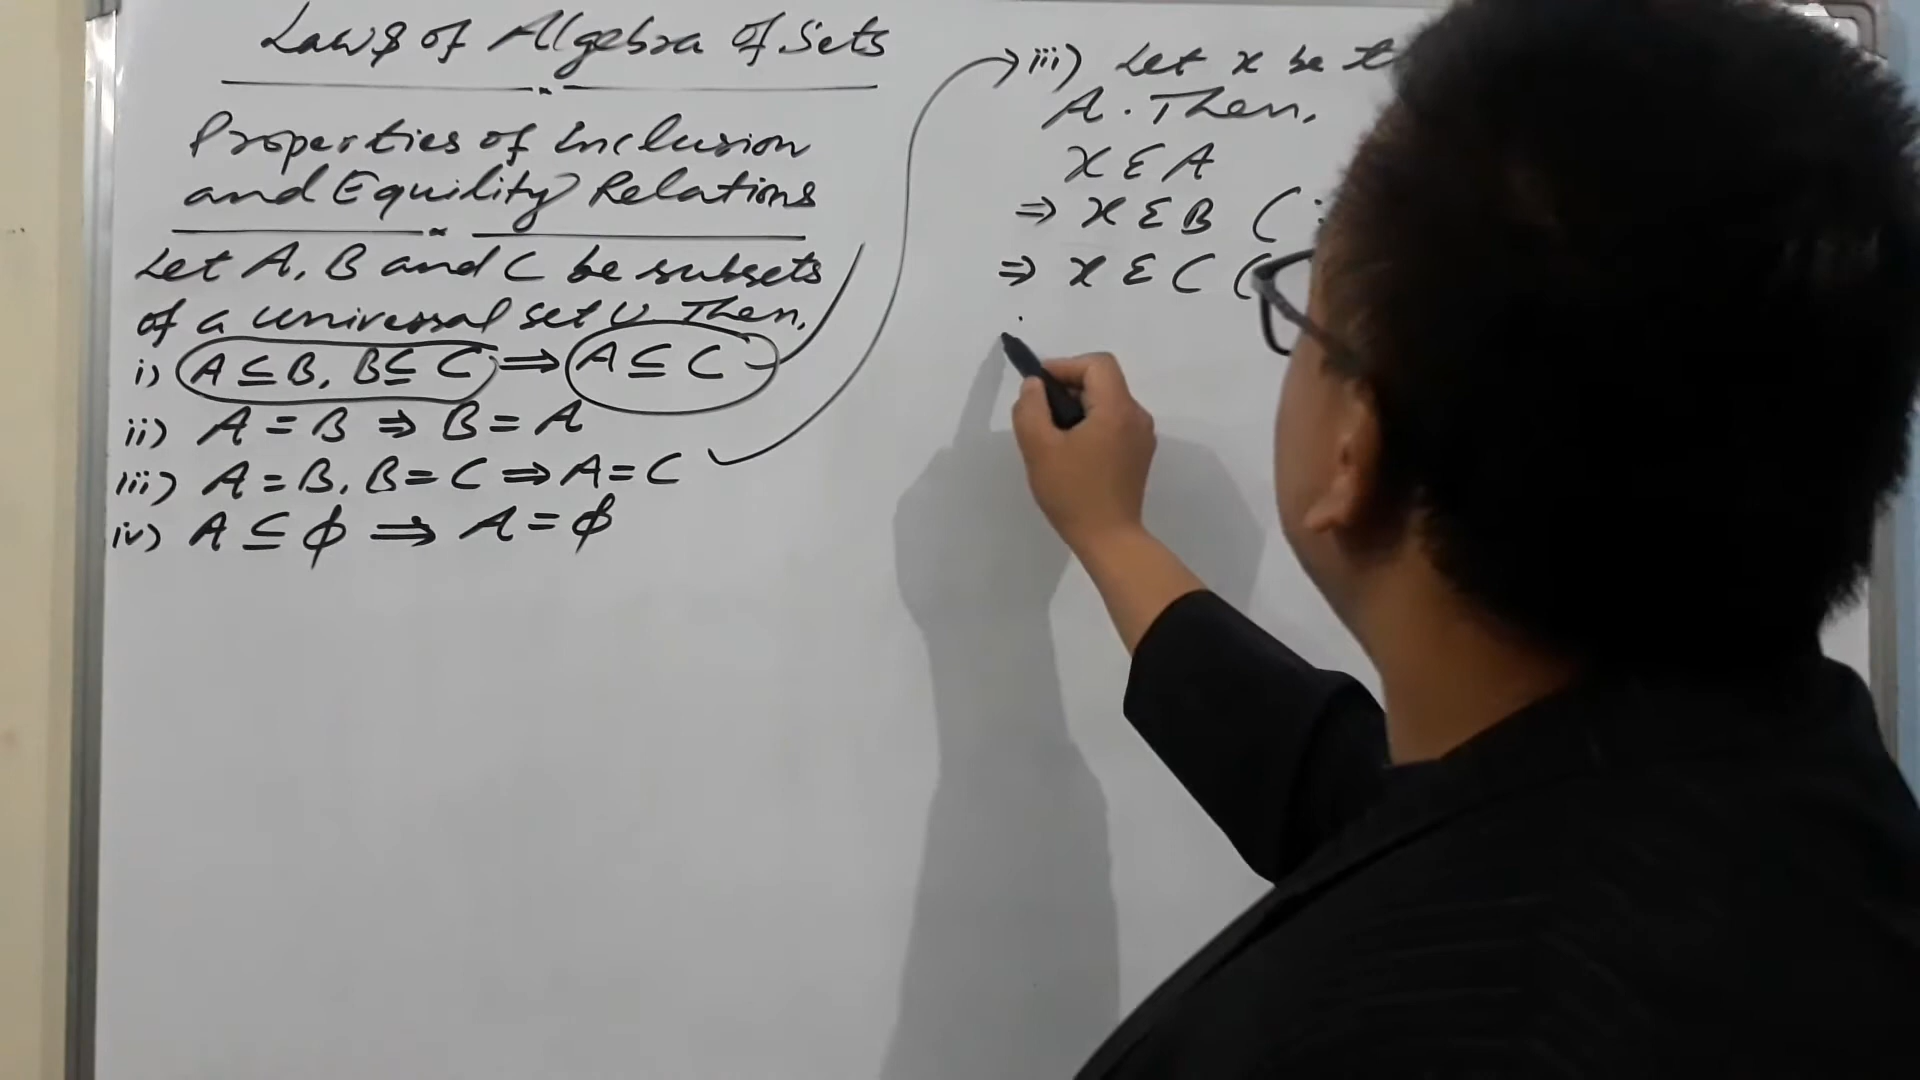 Laws of Algebra of Sets
Properties of Inclusion
and Equility Relations
Let A, B and C be subsets
of a universal set U. Then,
i) A ⊆ B, B ⊆ C ⇒ A ⊆ C
ii) A = B ⇒ B = A
iii) A = B, B = C ⇒ A = C
iv) A ⊆ ϕ ⇒ A = ϕ
iii) Let x be
A. Then,
x ∈ A
⇒ x ∈ B (
⇒ x ∈ C (